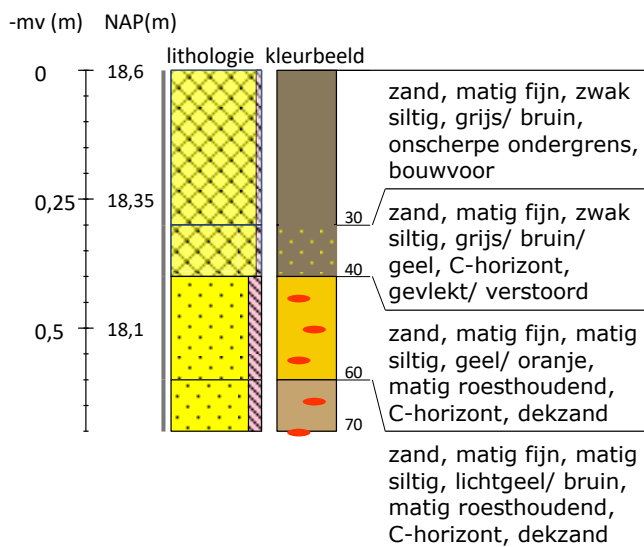 -mv (m) NAP(m)
lithologie kleurbeeld
0 18,6
zand, matig fijn, zwak
siltig, grijs/ bruin,
onscherpe ondergrens,
bouwvoor
0,25 18,35
30
zand, matig fijn, zwak
siltig, grijs/ bruin/
geel, C-horizont,
gevlekt/ verstoord
40
0,5 18,1
zand, matig fijn, matig
siltig, geel/ oranje,
matig roesthoudend,
C-horizont, dekzand
60
70
zand, matig fijn, matig
siltig, lichtgeel/ bruin,
matig roesthoudend,
C-horizont, dekzand